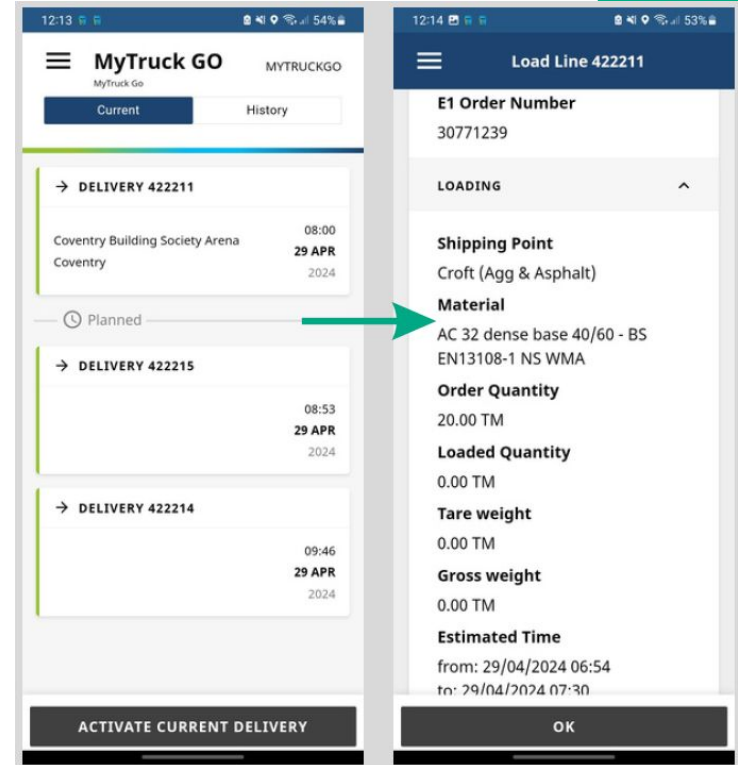 12:13 54%
MyTruck GO MYTRUCKGO
MyTruck Go
Current History
→ DELIVERY 422211
Coventry Building Society Arena
Coventry
08:00
29 APR
2024
Planned
→ DELIVERY 422215
08:53
29 APR
2024
→ DELIVERY 422214
09:46
29 APR
2024
ACTIVATE CURRENT DELIVERY
12:14 53%
Load Line 422211
E1 Order Number
30771239
LOADING
Shipping Point
Croft (Agg & Asphalt)
Material
AC 32 dense base 40/60 - BS
EN13108-1 NS WMA
Order Quantity
20.00 TM
Loaded Quantity
0.00 TM
Tare weight
0.00 TM
Gross weight
0.00 TM
Estimated Time
from: 29/04/2024 06:54
to: 29/04/2024 07:30
OK